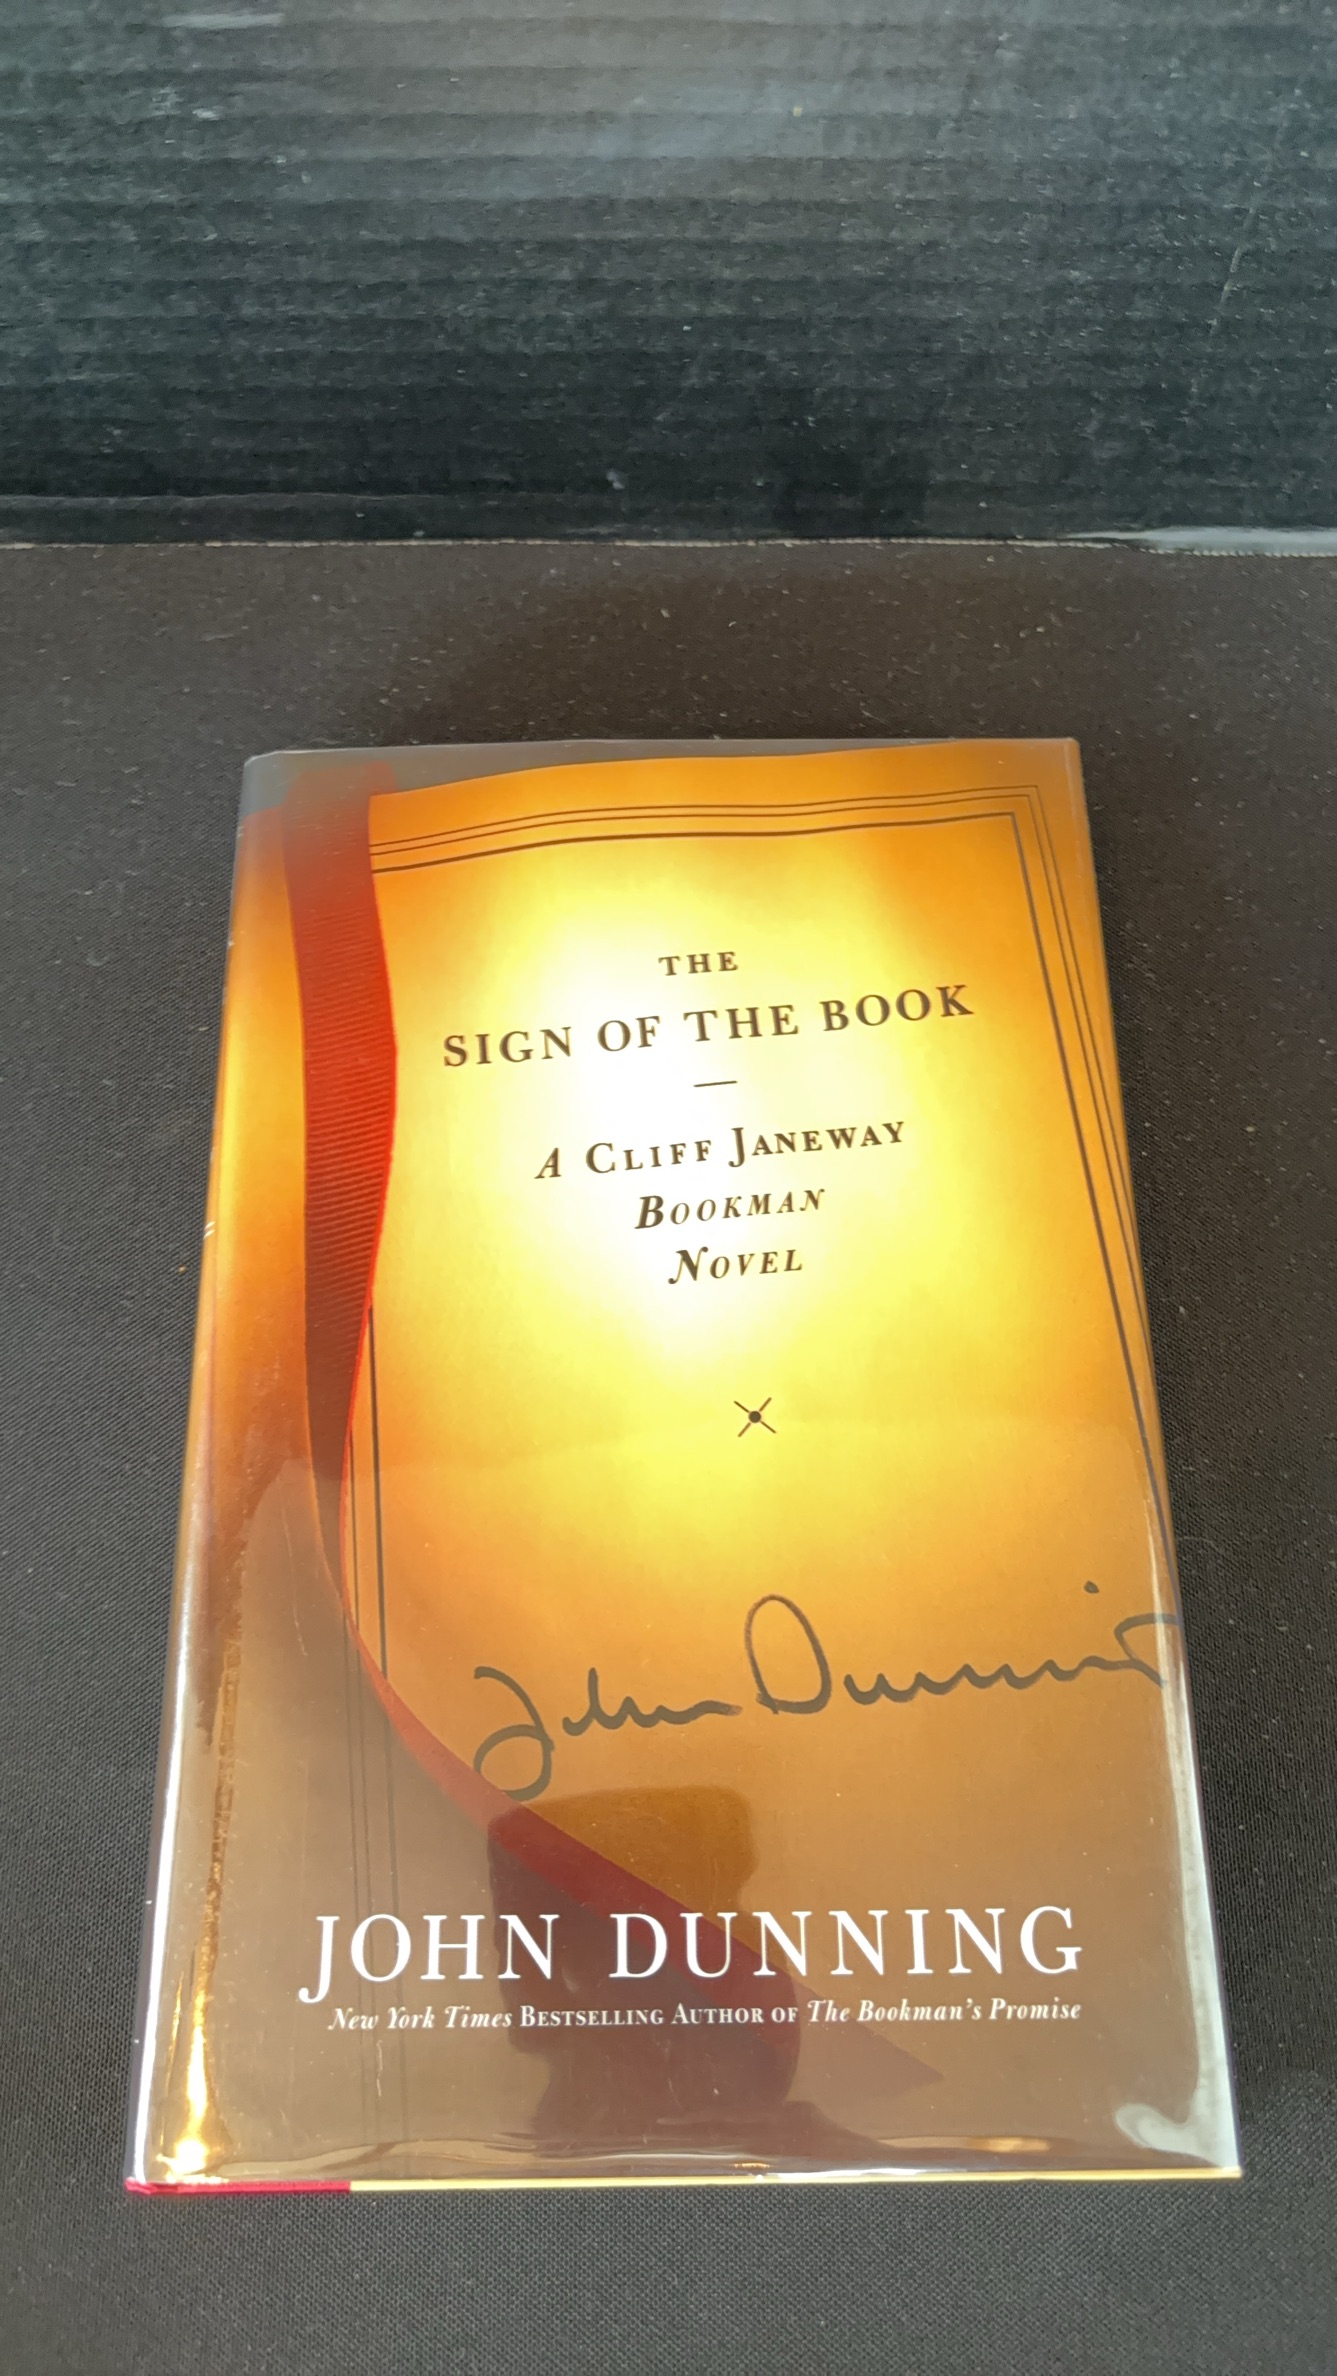 THE
SIGN OF THE BOOK
—
A CLIFF JANEWAY
BOOKMAN
NOVEL
John Dunning
JOHN DUNNING
New York Times BESTSELLING AUTHOR OF The Bookman's Promise